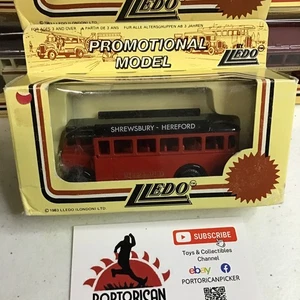 FOR AGES 3 AND OVER / A PARTIR DE 3 ANS / FUR ALLE ALTERSGRUPPEN AB 3 JAHREN
PROMOTIONAL
MODEL
LLEDO
SHREWSBURY - HEREFORD
LLEDO
© 1983 LLEDO (LONDON) LTD.
SUBSCRIBE
Toys & Collectibles
Channel
ebay
PORTORICANPICKER
PORTORICAN